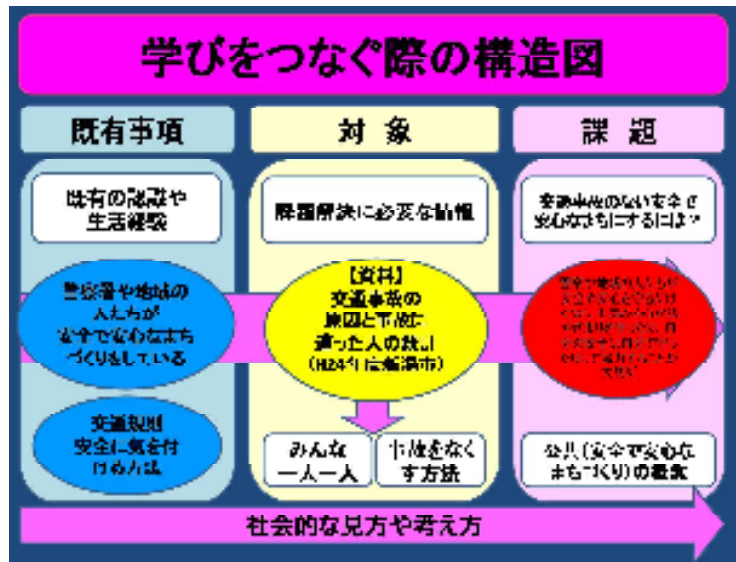 学びをつなぐ際の構造図
既有事項
対象
課題
既有の認識や
生活経験
課題解決に必要な情報
交通事故のない安全で
安心なまちにするには？
警察署や地域の
人たちが
安全で安心なまち
づくりをしている
【資料】
交通事故の
原因と事故に
遭った人の統計
(H24年度新潟市)
交通規則
安全に気を付
ける方法
みんな
一人一人
事故をなく
す方法
公共(安全で安心な
まちづくり)の概念
社会的な見方や考え方